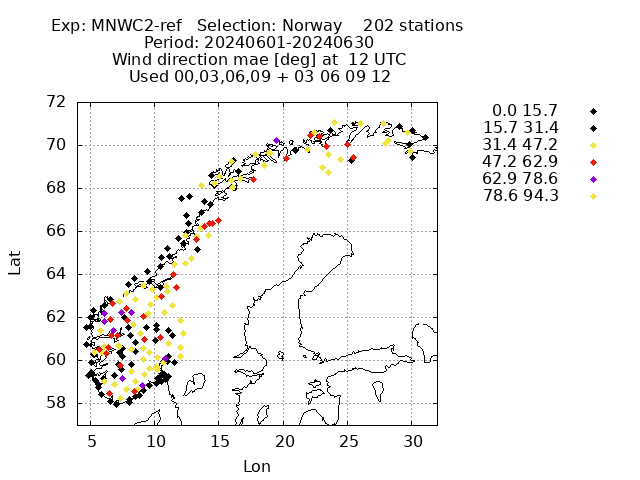 Exp: MNWC2-ref Selection: Norway 202 stations
Period: 20240601-20240630
Wind direction mae [deg] at 12 UTC
Used 00,03,06,09 + 03 06 09 12
0.0 15.7
15.7 31.4
31.4 47.2
47.2 62.9
62.9 78.6
78.6 94.3
72
70
68
66
64
62
60
58
Lat
5 10 15 20 25 30
Lon